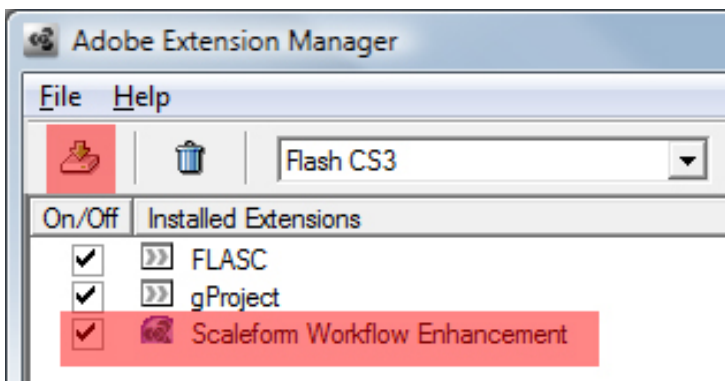 Adobe Extension Manager
File Help
Flash CS3
On/Off Installed Extensions
FLASC
gProject
Scaleform Workflow Enhancement